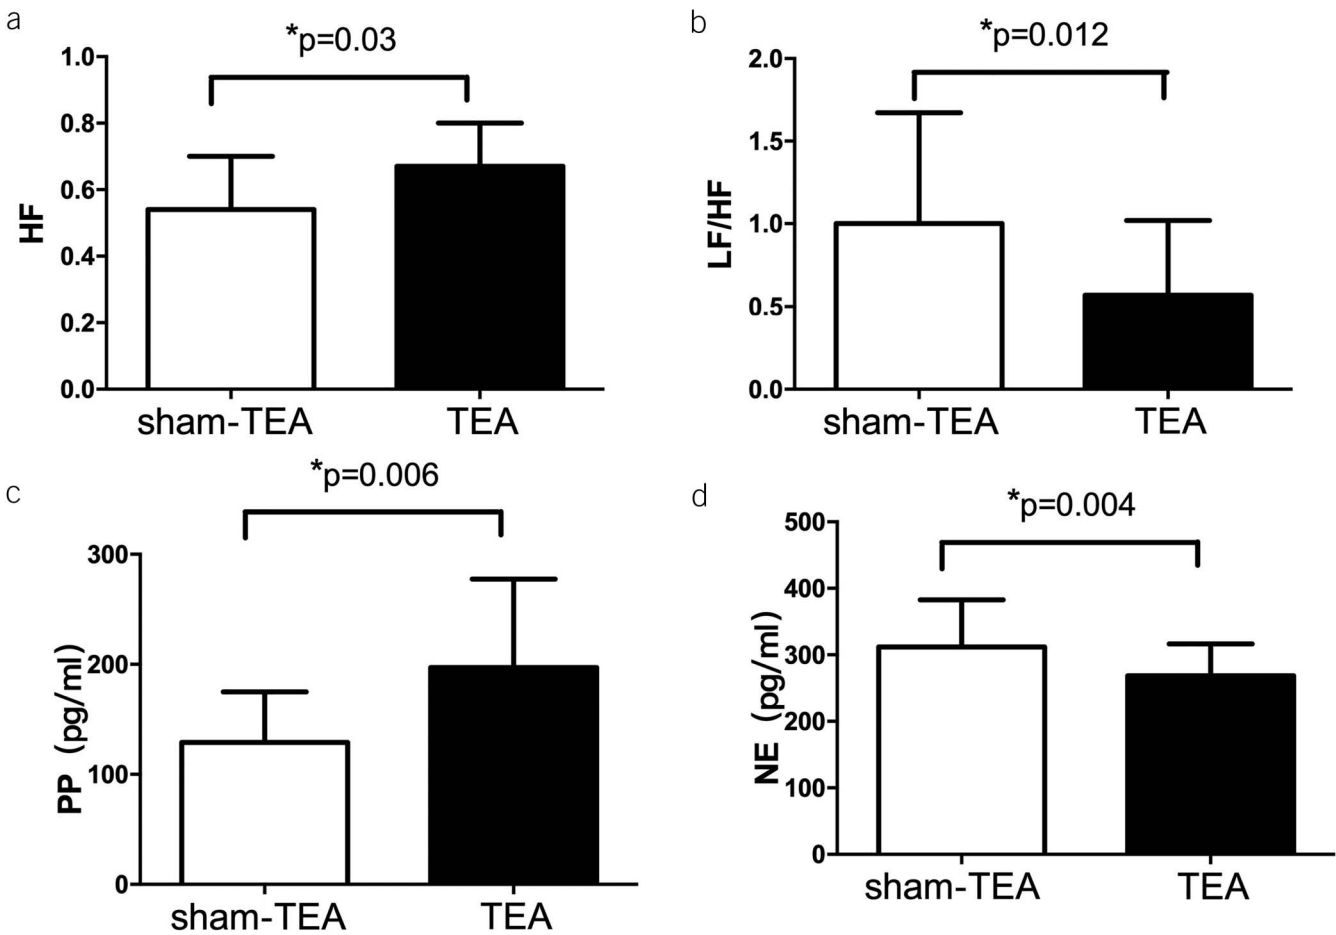 a
*p=0.03
1.0
0.8
0.6
0.4
0.2
0.0
HF
sham-TEA
TEA
b
*p=0.012
2.0
1.5
1.0
0.5
0.0
LF/HF
sham-TEA
TEA
c
*p=0.006
300
200
100
0
PP (pg/ml)
sham-TEA
TEA
d
*p=0.004
500
400
300
200
100
0
NE (pg/ml)
sham-TEA
TEA